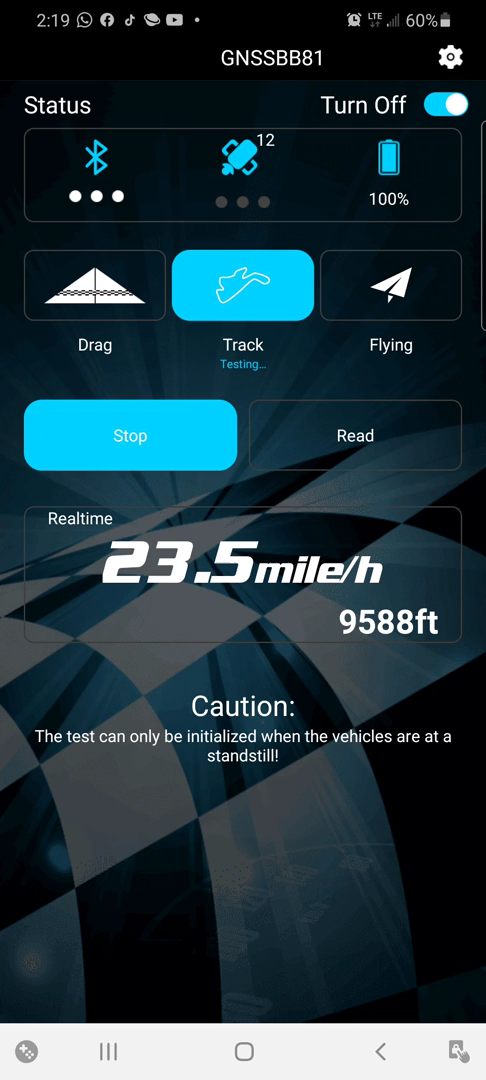 2:19 LTE 60%
GNSSBB81
Status Turn Off
12
100%
Drag Track Flying
Testing...
Stop Read
Realtime
23.5mile/h
9588ft
Caution:
The test can only be initialized when the vehicles are at a
standstill!